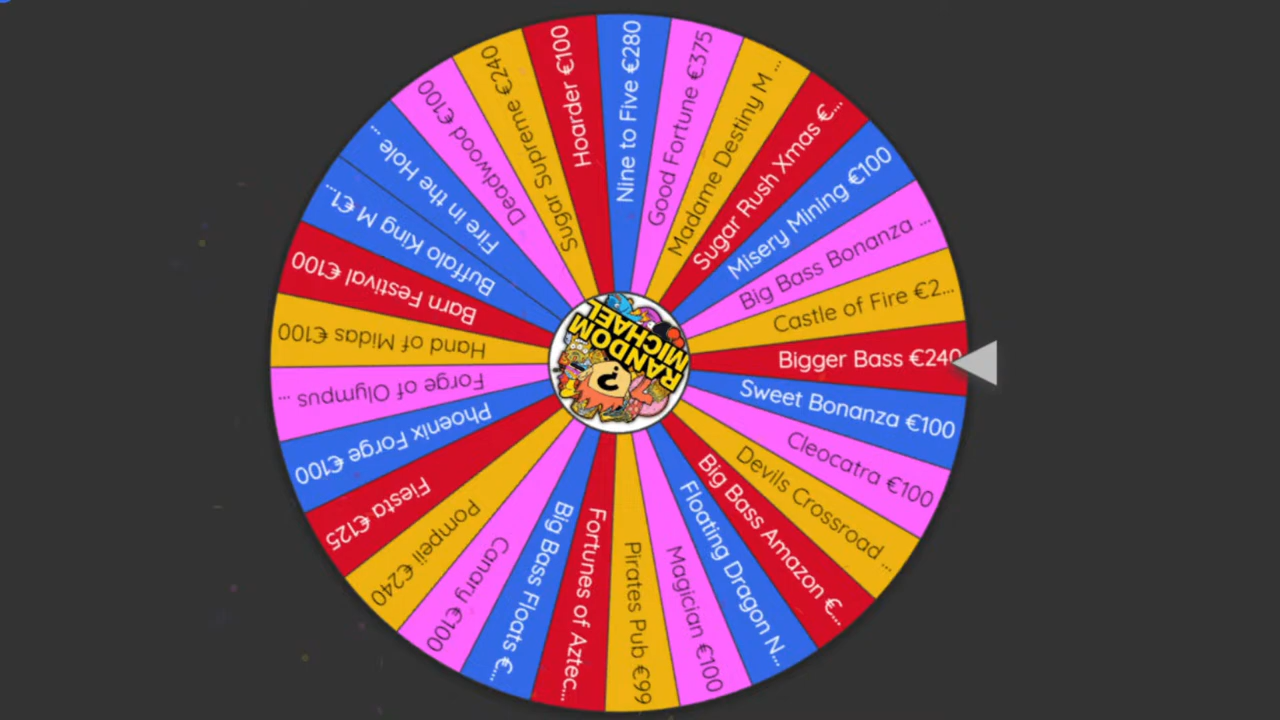 Nine to Five €280
Good Fortune €375
Madame Destiny M ...
Sugar Rush Xmas €...
Misery Mining €100
Big Bass Bonanza ...
Castle of Fire €2...
Bigger Bass €240
Sweet Bonanza €100
Cleocatra €100
Devils Crossroad ...
Big Bass Amazon €...
Floating Dragon N...
Magician €100
Pirates Pub €99
Fortunes of Aztec...
Big Bass Floats €...
Canary €100
Pompeii €240
Fiesta €125
Phoenix Forge €100
Forge of Olympus ...
Hand of Midas €100
Barn Festival €100
Buffalo King M €1...
Fire in the Hole ...
Deadwood €100
Sugar Supreme €240
Hoarder €100
RANDOM
MICHAEL
?